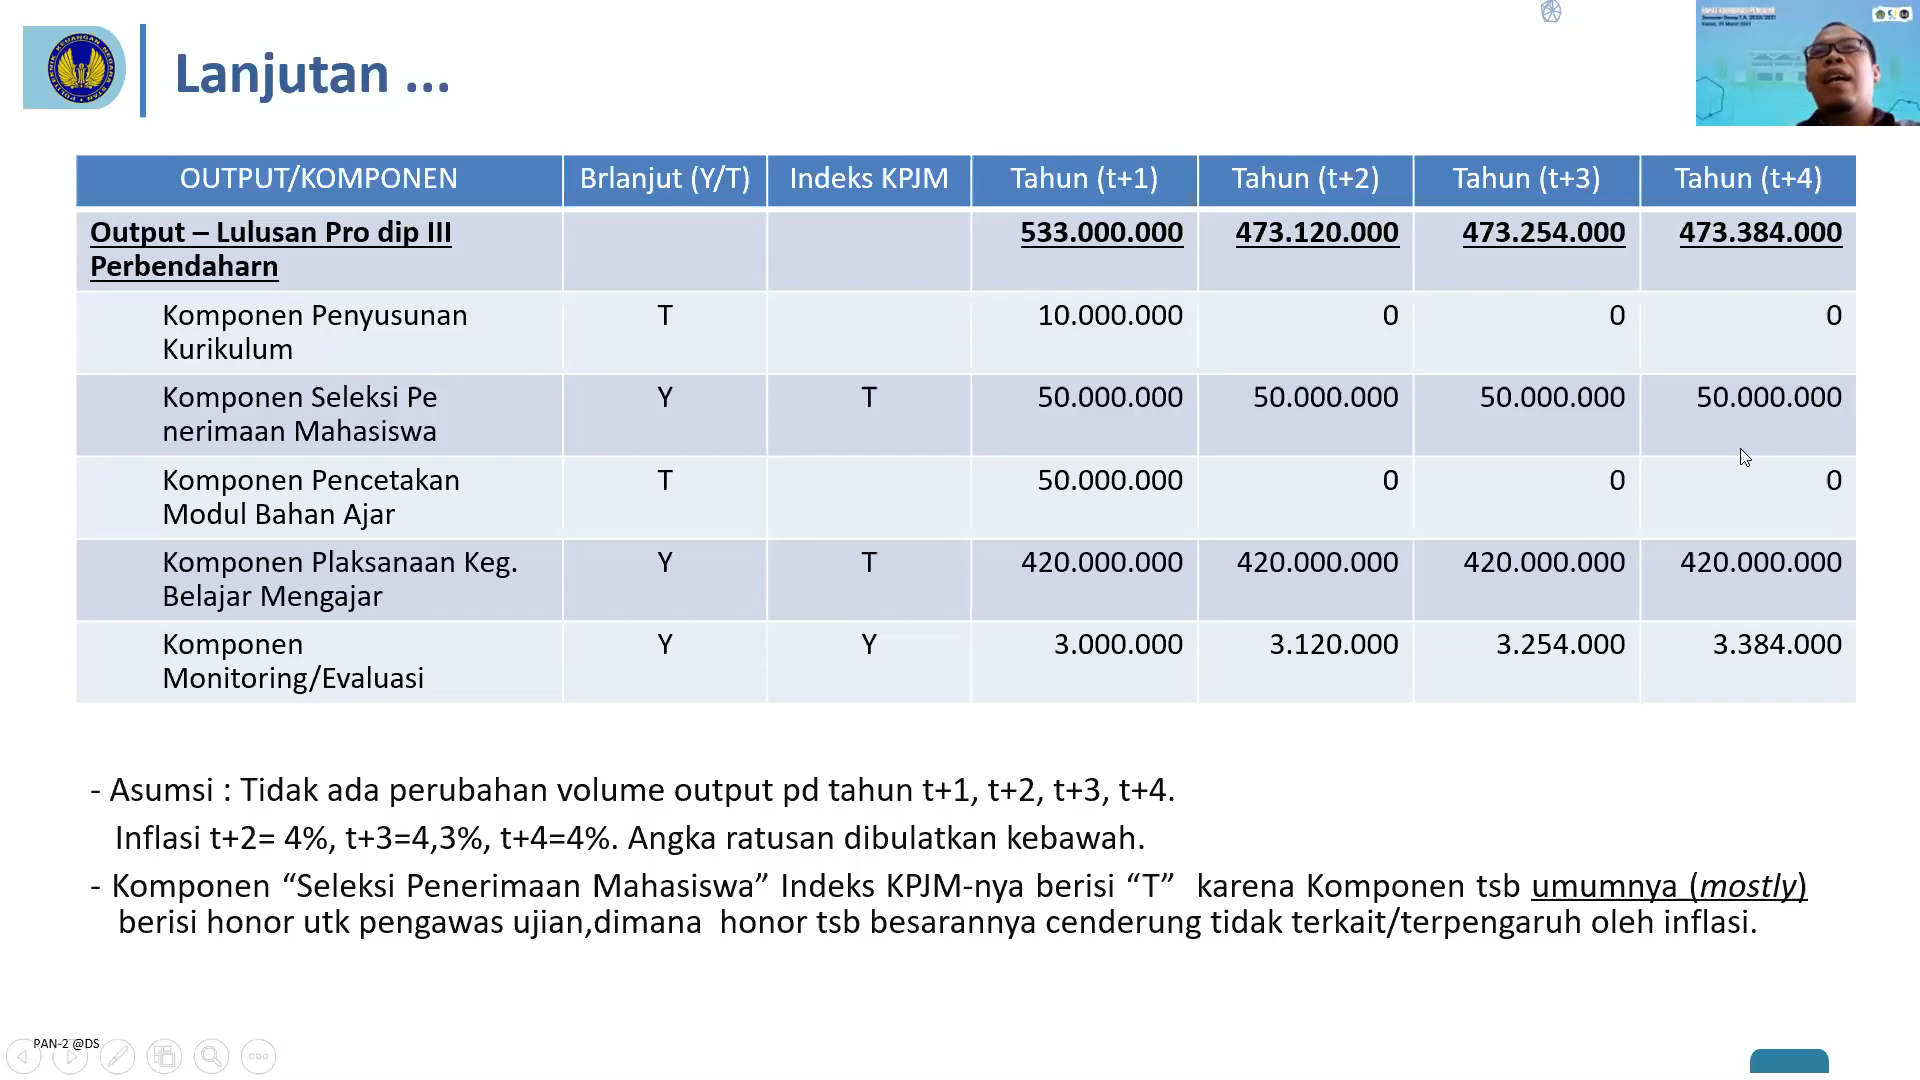 Lanjutan ...
OUTPUT/KOMPONEN Brlanjut (Y/T) Indeks KPJM Tahun (t+1) Tahun (t+2) Tahun (t+3) Tahun (t+4)
Output – Lulusan Pro dip III 533.000.000 473.120.000 473.254.000 473.384.000
Perbendaharn
Komponen Penyusunan T 10.000.000 0 0 0
Kurikulum
Komponen Seleksi Pe Y T 50.000.000 50.000.000 50.000.000 50.000.000
nerimaan Mahasiswa
Komponen Pencetakan T 50.000.000 0 0 0
Modul Bahan Ajar
Komponen Plaksanaan Keg. Y T 420.000.000 420.000.000 420.000.000 420.000.000
Belajar Mengajar
Komponen Y Y 3.000.000 3.120.000 3.254.000 3.384.000
Monitoring/Evaluasi
- Asumsi : Tidak ada perubahan volume output pd tahun t+1, t+2, t+3, t+4.
Inflasi t+2= 4%, t+3=4,3%, t+4=4%. Angka ratusan dibulatkan kebawah.
- Komponen “Seleksi Penerimaan Mahasiswa” Indeks KPJM-nya berisi “T” karena Komponen tsb umumnya (mostly)
berisi honor utk pengawas ujian,dimana honor tsb besarannya cenderung tidak terkait/terpengaruh oleh inflasi.
PAN-2 @DS